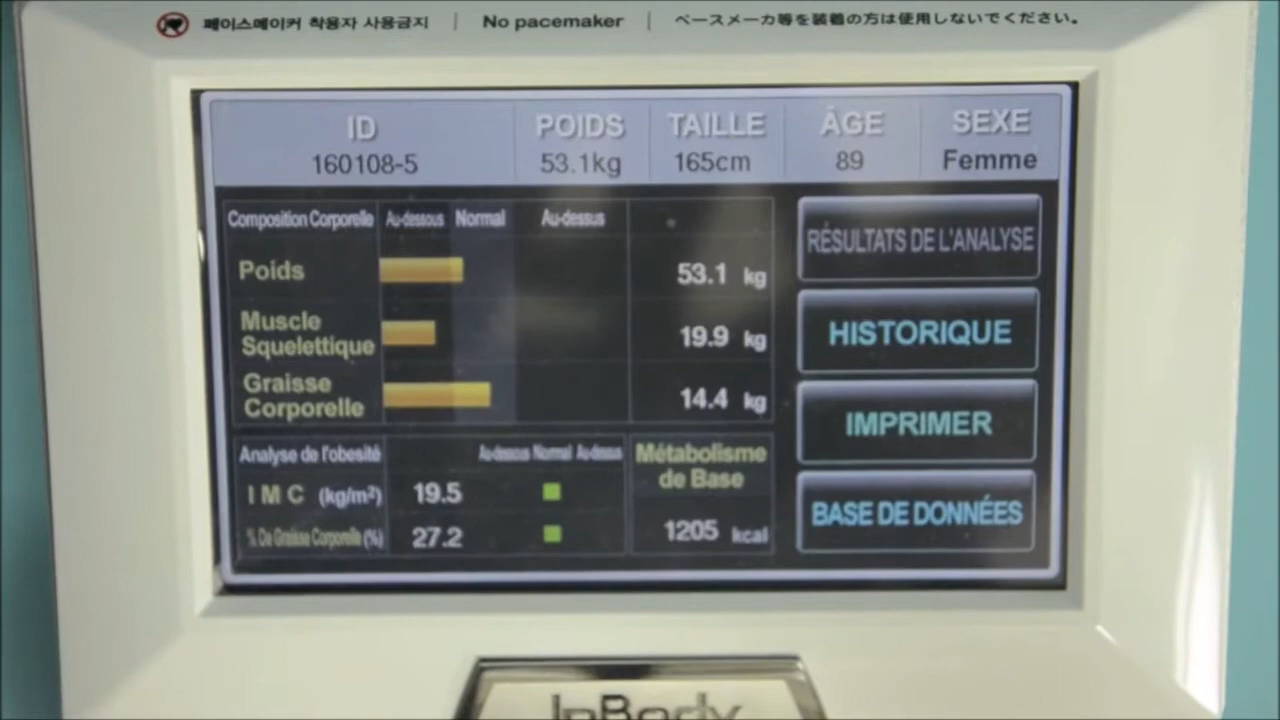 페이스메이커 착용자 사용금지 | No pacemaker | ペースメーカ等を装着の方は使用しないでください。
ID POIDS TAILLE ÂGE SEXE
160108-5 53.1kg 165cm 89 Femme
Composition Corporelle Au-dessous Normal Au-dessus
Poids 53.1 kg
Muscle
Squelettique 19.9 kg
Graisse
Corporelle 14.4 kg
Analyse de l'obesité Au-dessous Normal Au-dessus
I M C (kg/m²) 19.5
% De Graisse Corporelle (%) 27.2
Métabolisme
de Base
1205 kcal
RÉSULTATS DE L'ANALYSE
HISTORIQUE
IMPRIMER
BASE DE DONNÉES
InBody